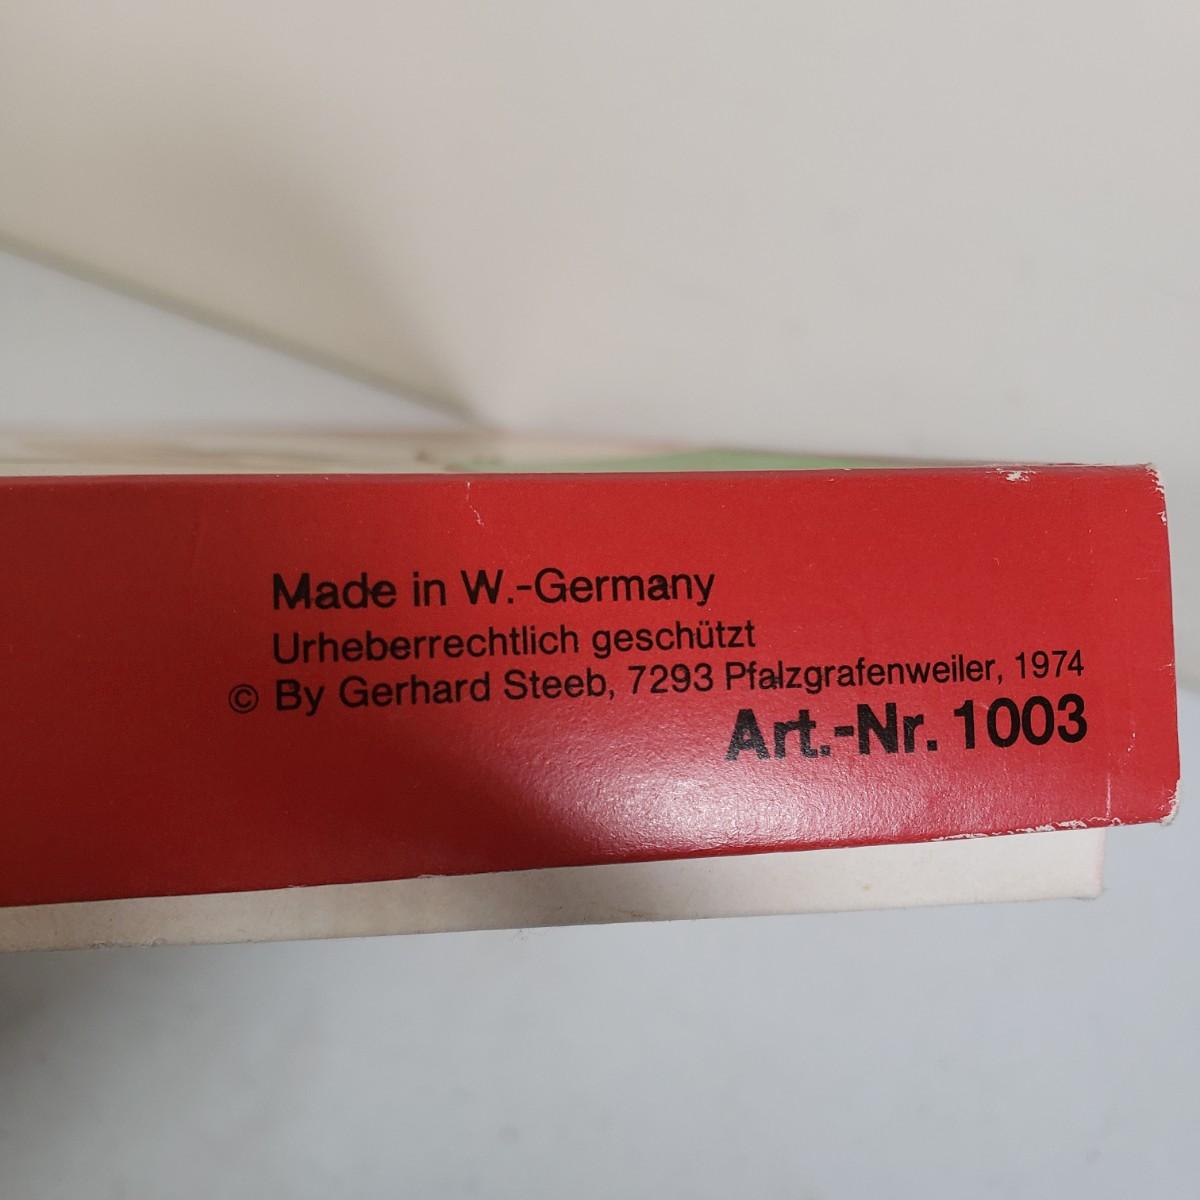 Made in W.-Germany
Urheberrechtlich geschützt
© By Gerhard Steeb, 7293 Pfalzgrafenweiler, 1974
Art.-Nr. 1003